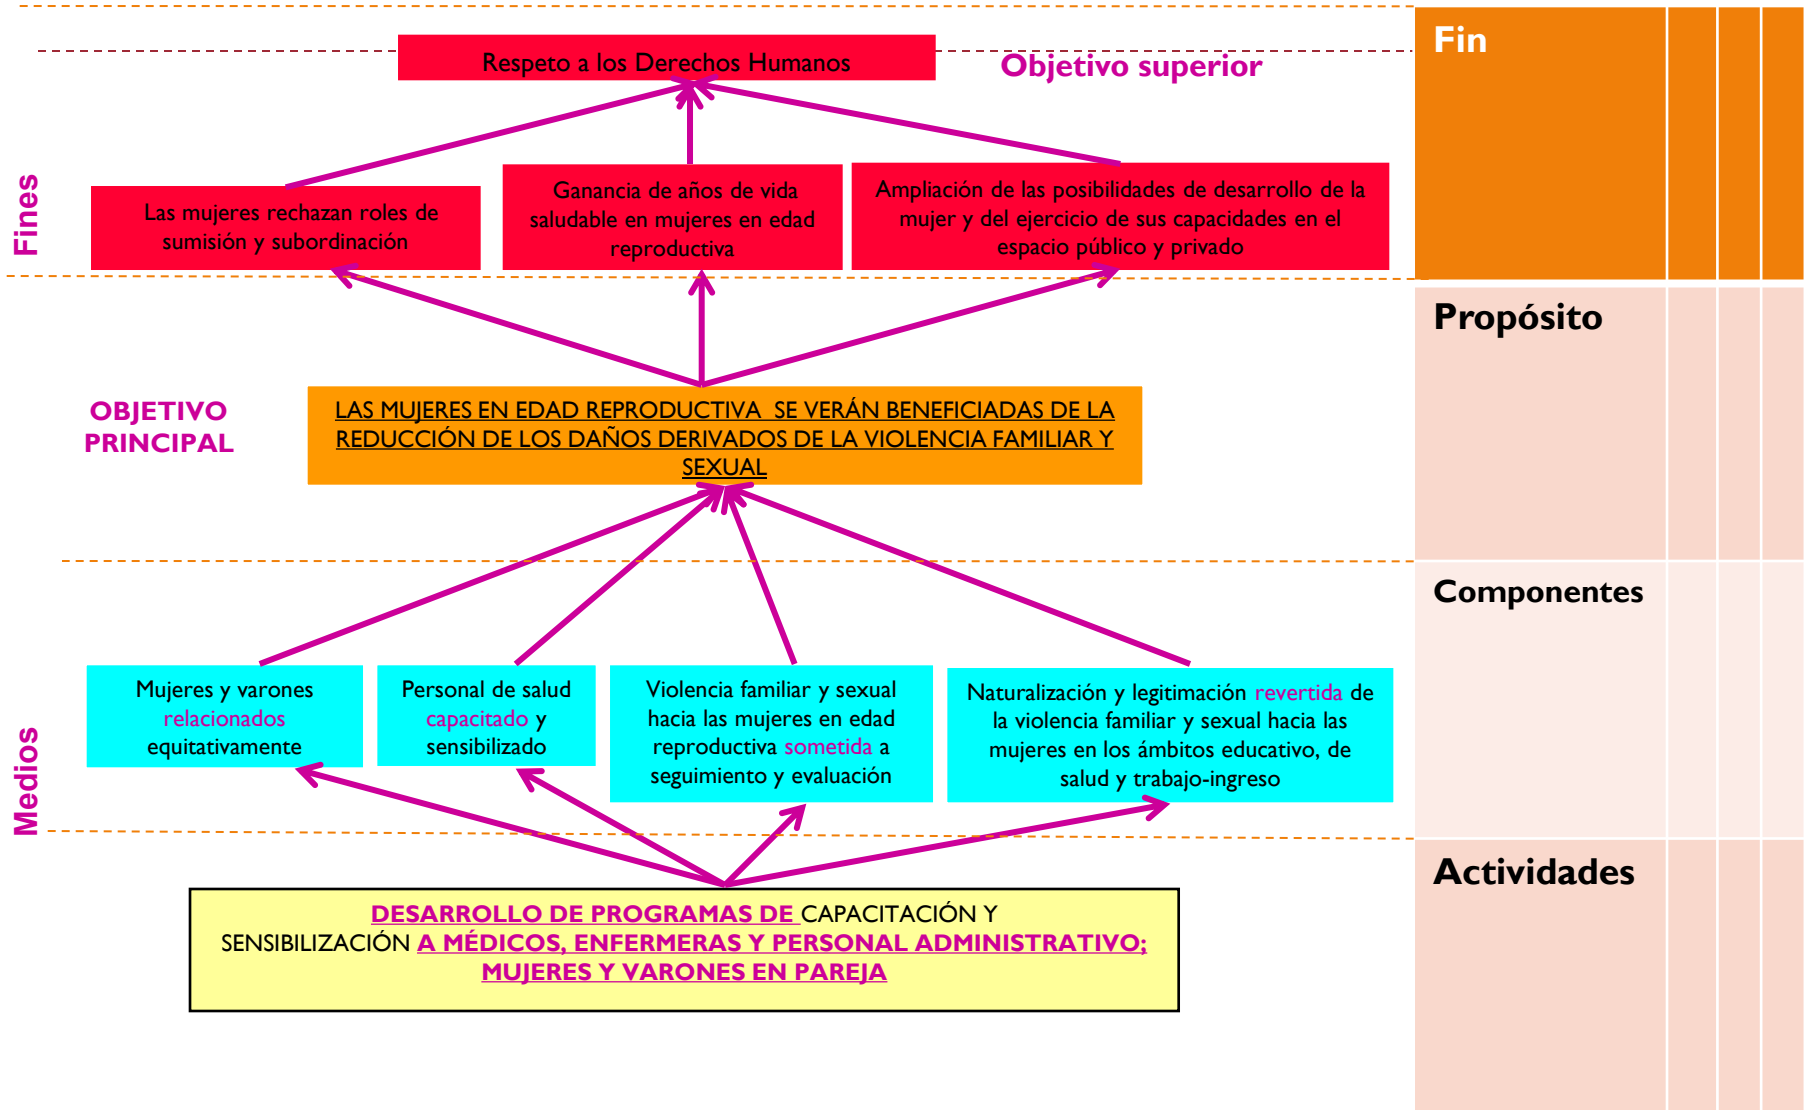 Respeto a los Derechos Humanos
Objetivo superior
Fin
Fines
Las mujeres rechazan roles de
sumisión y subordinación
Ganancia de años de vida
saludable en mujeres en edad
reproductiva
Ampliación de las posibilidades de desarrollo de la
mujer y del ejercicio de sus capacidades en el
espacio público y privado
Propósito
OBJETIVO
PRINCIPAL
LAS MUJERES EN EDAD REPRODUCTIVA SE VERÁN BENEFICIADAS DE LA
REDUCCIÓN DE LOS DAÑOS DERIVADOS DE LA VIOLENCIA FAMILIAR Y
SEXUAL
Componentes
Medios
Mujeres y varones
relacionados
equitativamente
Personal de salud
capacitado y
sensibilizado
Violencia familiar y sexual
hacia las mujeres en edad
reproductiva sometida a
seguimiento y evaluación
Naturalización y legitimación revertida de
la violencia familiar y sexual hacia las
mujeres en los ámbitos educativo, de
salud y trabajo-ingreso
Actividades
DESARROLLO DE PROGRAMAS DE CAPACITACIÓN Y
SENSIBILIZACIÓN A MÉDICOS, ENFERMERAS Y PERSONAL ADMINISTRATIVO;
MUJERES Y VARONES EN PAREJA